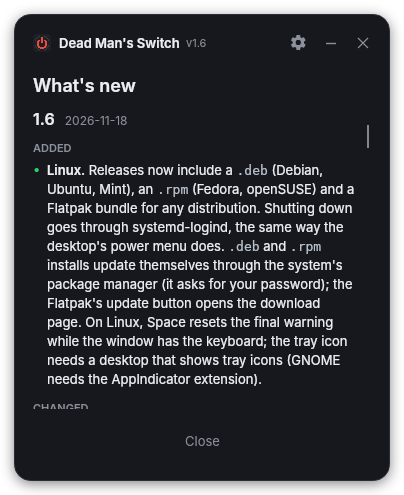 Dead Man's Switch v1.6
What's new
1.6 2026-11-18
ADDED
• Linux. Releases now include a .deb (Debian,
Ubuntu, Mint), an .rpm (Fedora, openSUSE) and a
Flatpak bundle for any distribution. Shutting down
goes through systemd-logind, the same way the
desktop's power menu does. .deb and .rpm
installs update themselves through the system's
package manager (it asks for your password); the
Flatpak's update button opens the download
page. On Linux, Space resets the final warning
while the window has the keyboard; the tray icon
needs a desktop that shows tray icons (GNOME
needs the AppIndicator extension).
CHANGED
Close